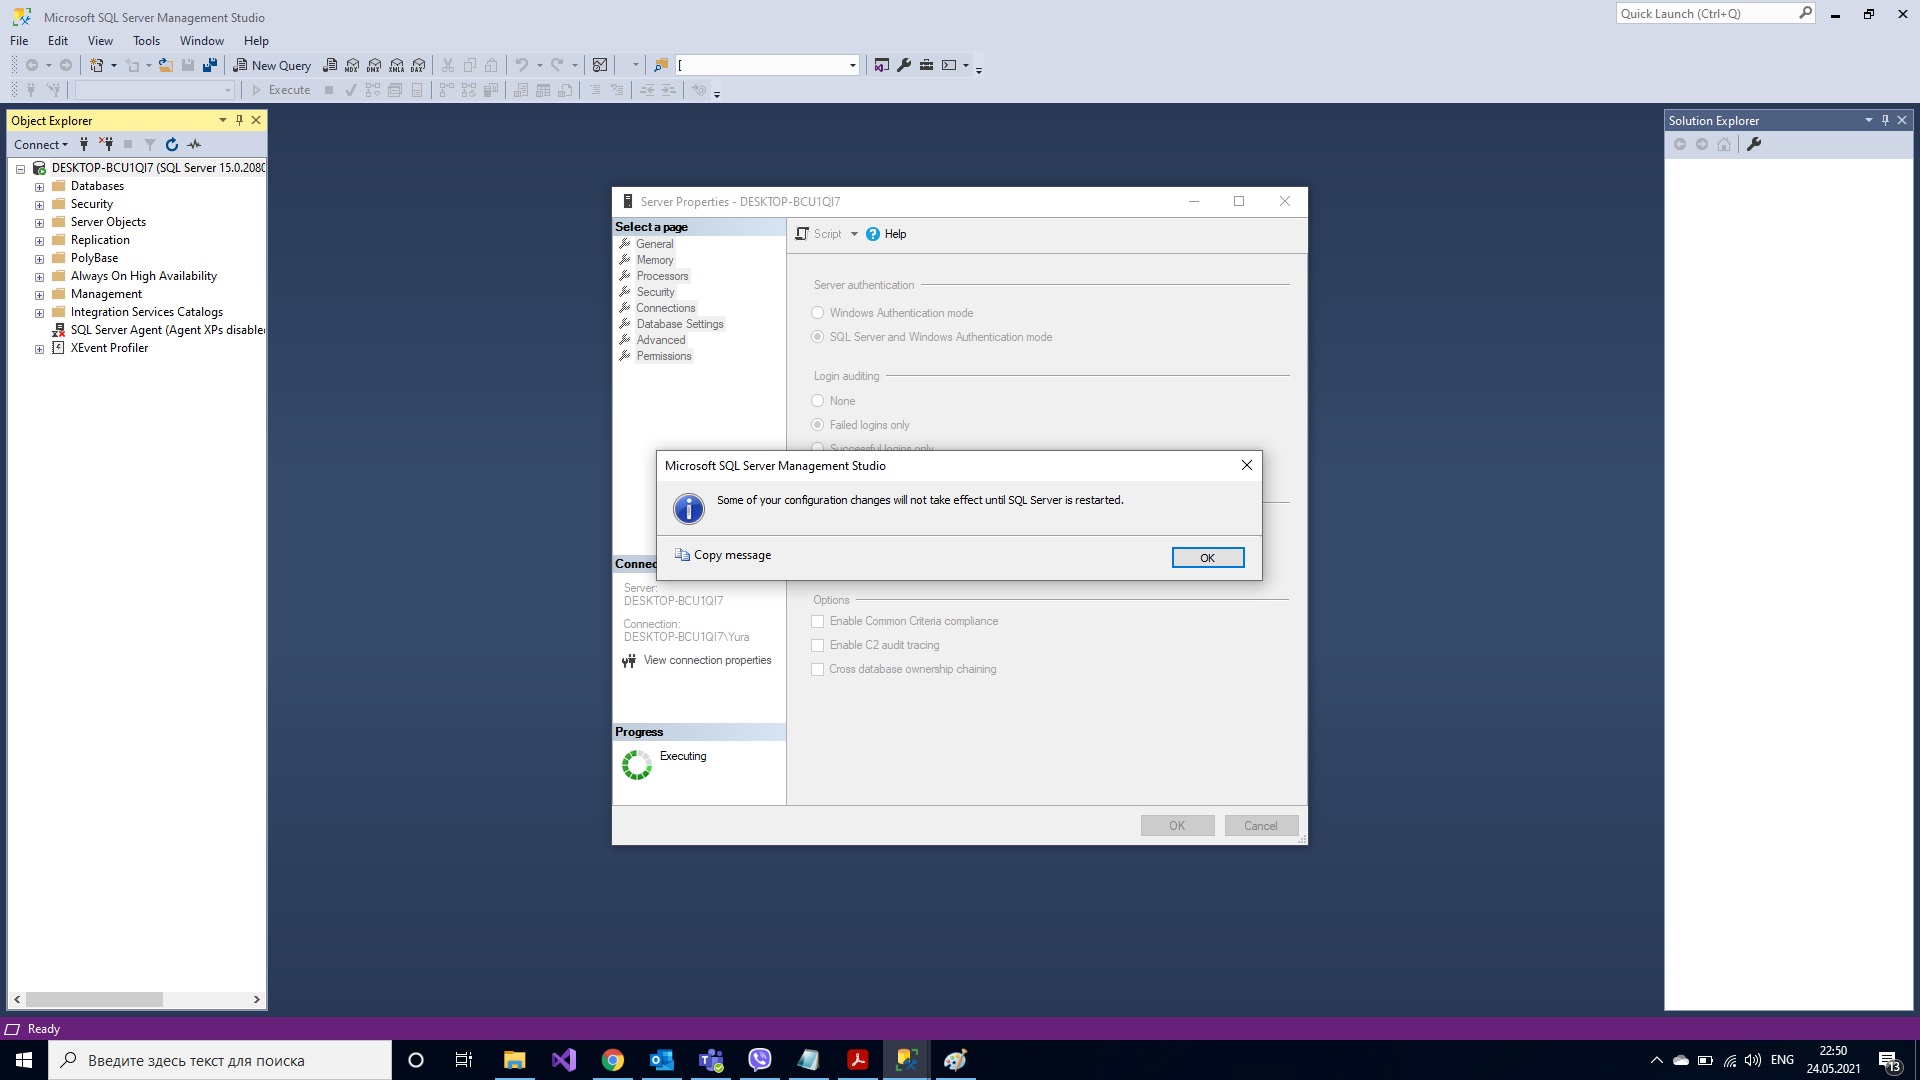 Microsoft SQL Server Management Studio
Quick Launch (Ctrl+Q)
File Edit View Tools Window Help
New Query
MDX DMX XMLA DAX
[
Execute
Object Explorer
Connect
DESKTOP-BCU1QI7 (SQL Server 15.0.2080
Databases
Security
Server Objects
Replication
PolyBase
Always On High Availability
Management
Integration Services Catalogs
SQL Server Agent (Agent XPs disabled
XEvent Profiler
Solution Explorer
Server Properties - DESKTOP-BCU1QI7
Select a page
General
Memory
Processors
Security
Connections
Database Settings
Advanced
Permissions
Script
Help
Server authentication
Windows Authentication mode
SQL Server and Windows Authentication mode
Login auditing
None
Failed logins only
Successful logins only
Microsoft SQL Server Management Studio
Some of your configuration changes will not take effect until SQL Server is restarted.
Copy message
OK
Connec
Server:
DESKTOP-BCU1QI7
Connection:
DESKTOP-BCU1QI7\Yura
View connection properties
Options
Enable Common Criteria compliance
Enable C2 audit tracing
Cross database ownership chaining
Progress
Executing
OK
Cancel
Ready
Введите здесь текст для поиска
ENG
22:50
24.05.2021
13